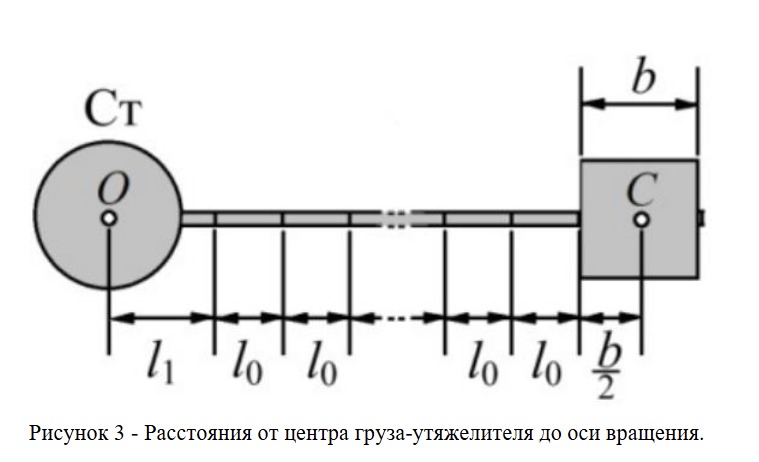 b
Ст
O
C
l₁ l₀ l₀ l₀ l₀ b/2
Рисунок 3 - Расстояния от центра груза-утяжелителя до оси вращения.